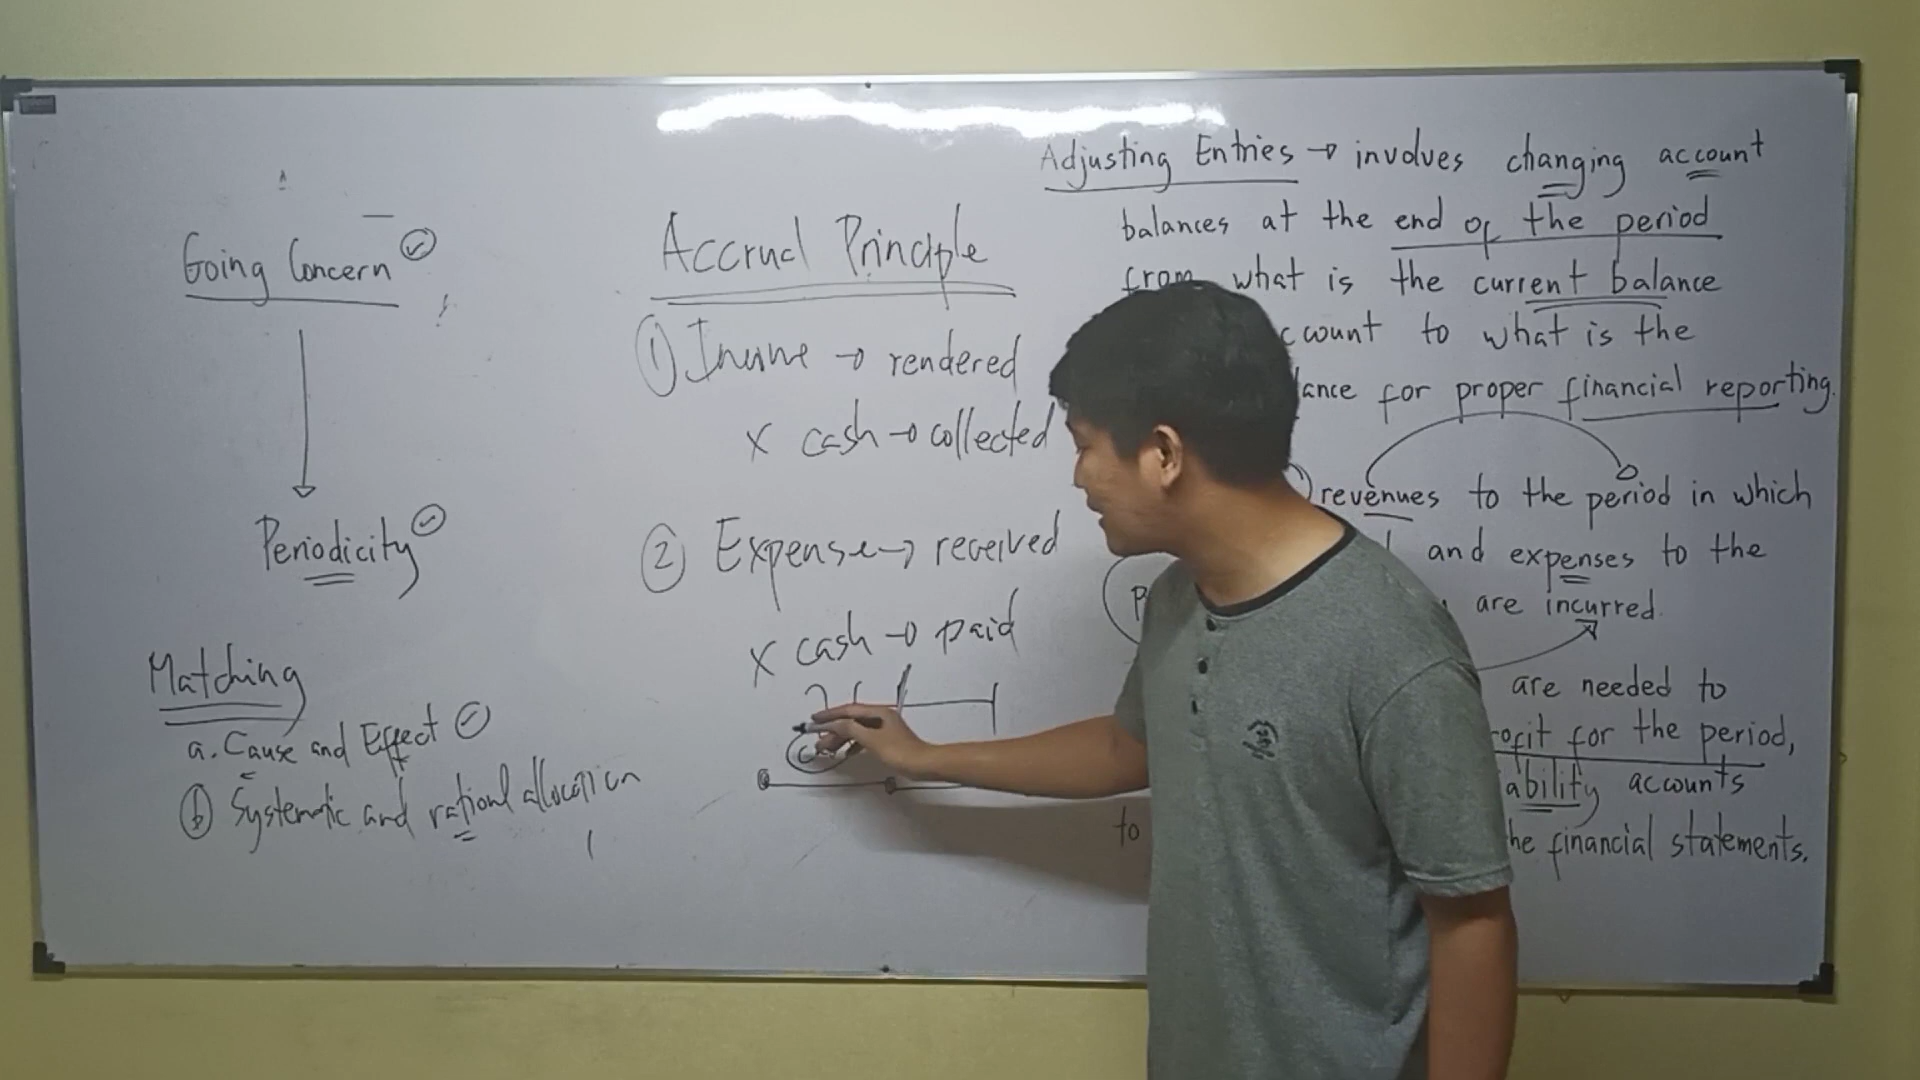 Going Concern
Periodicity
Matching
a. Cause and Effect
b Systematic and rational allocation
Accrual Principle
1 Income → rendered
x cash → collected
2 Expense → received
x cash → paid
Adjusting Entries → involves changing account
balances at the end of the period
from what is the current balance
count to what is the
lance for proper financial reporting.
revenues to the period in which
and expenses to the
are incurred.
are needed to
ofit for the period,
ability accounts
to he financial statements.